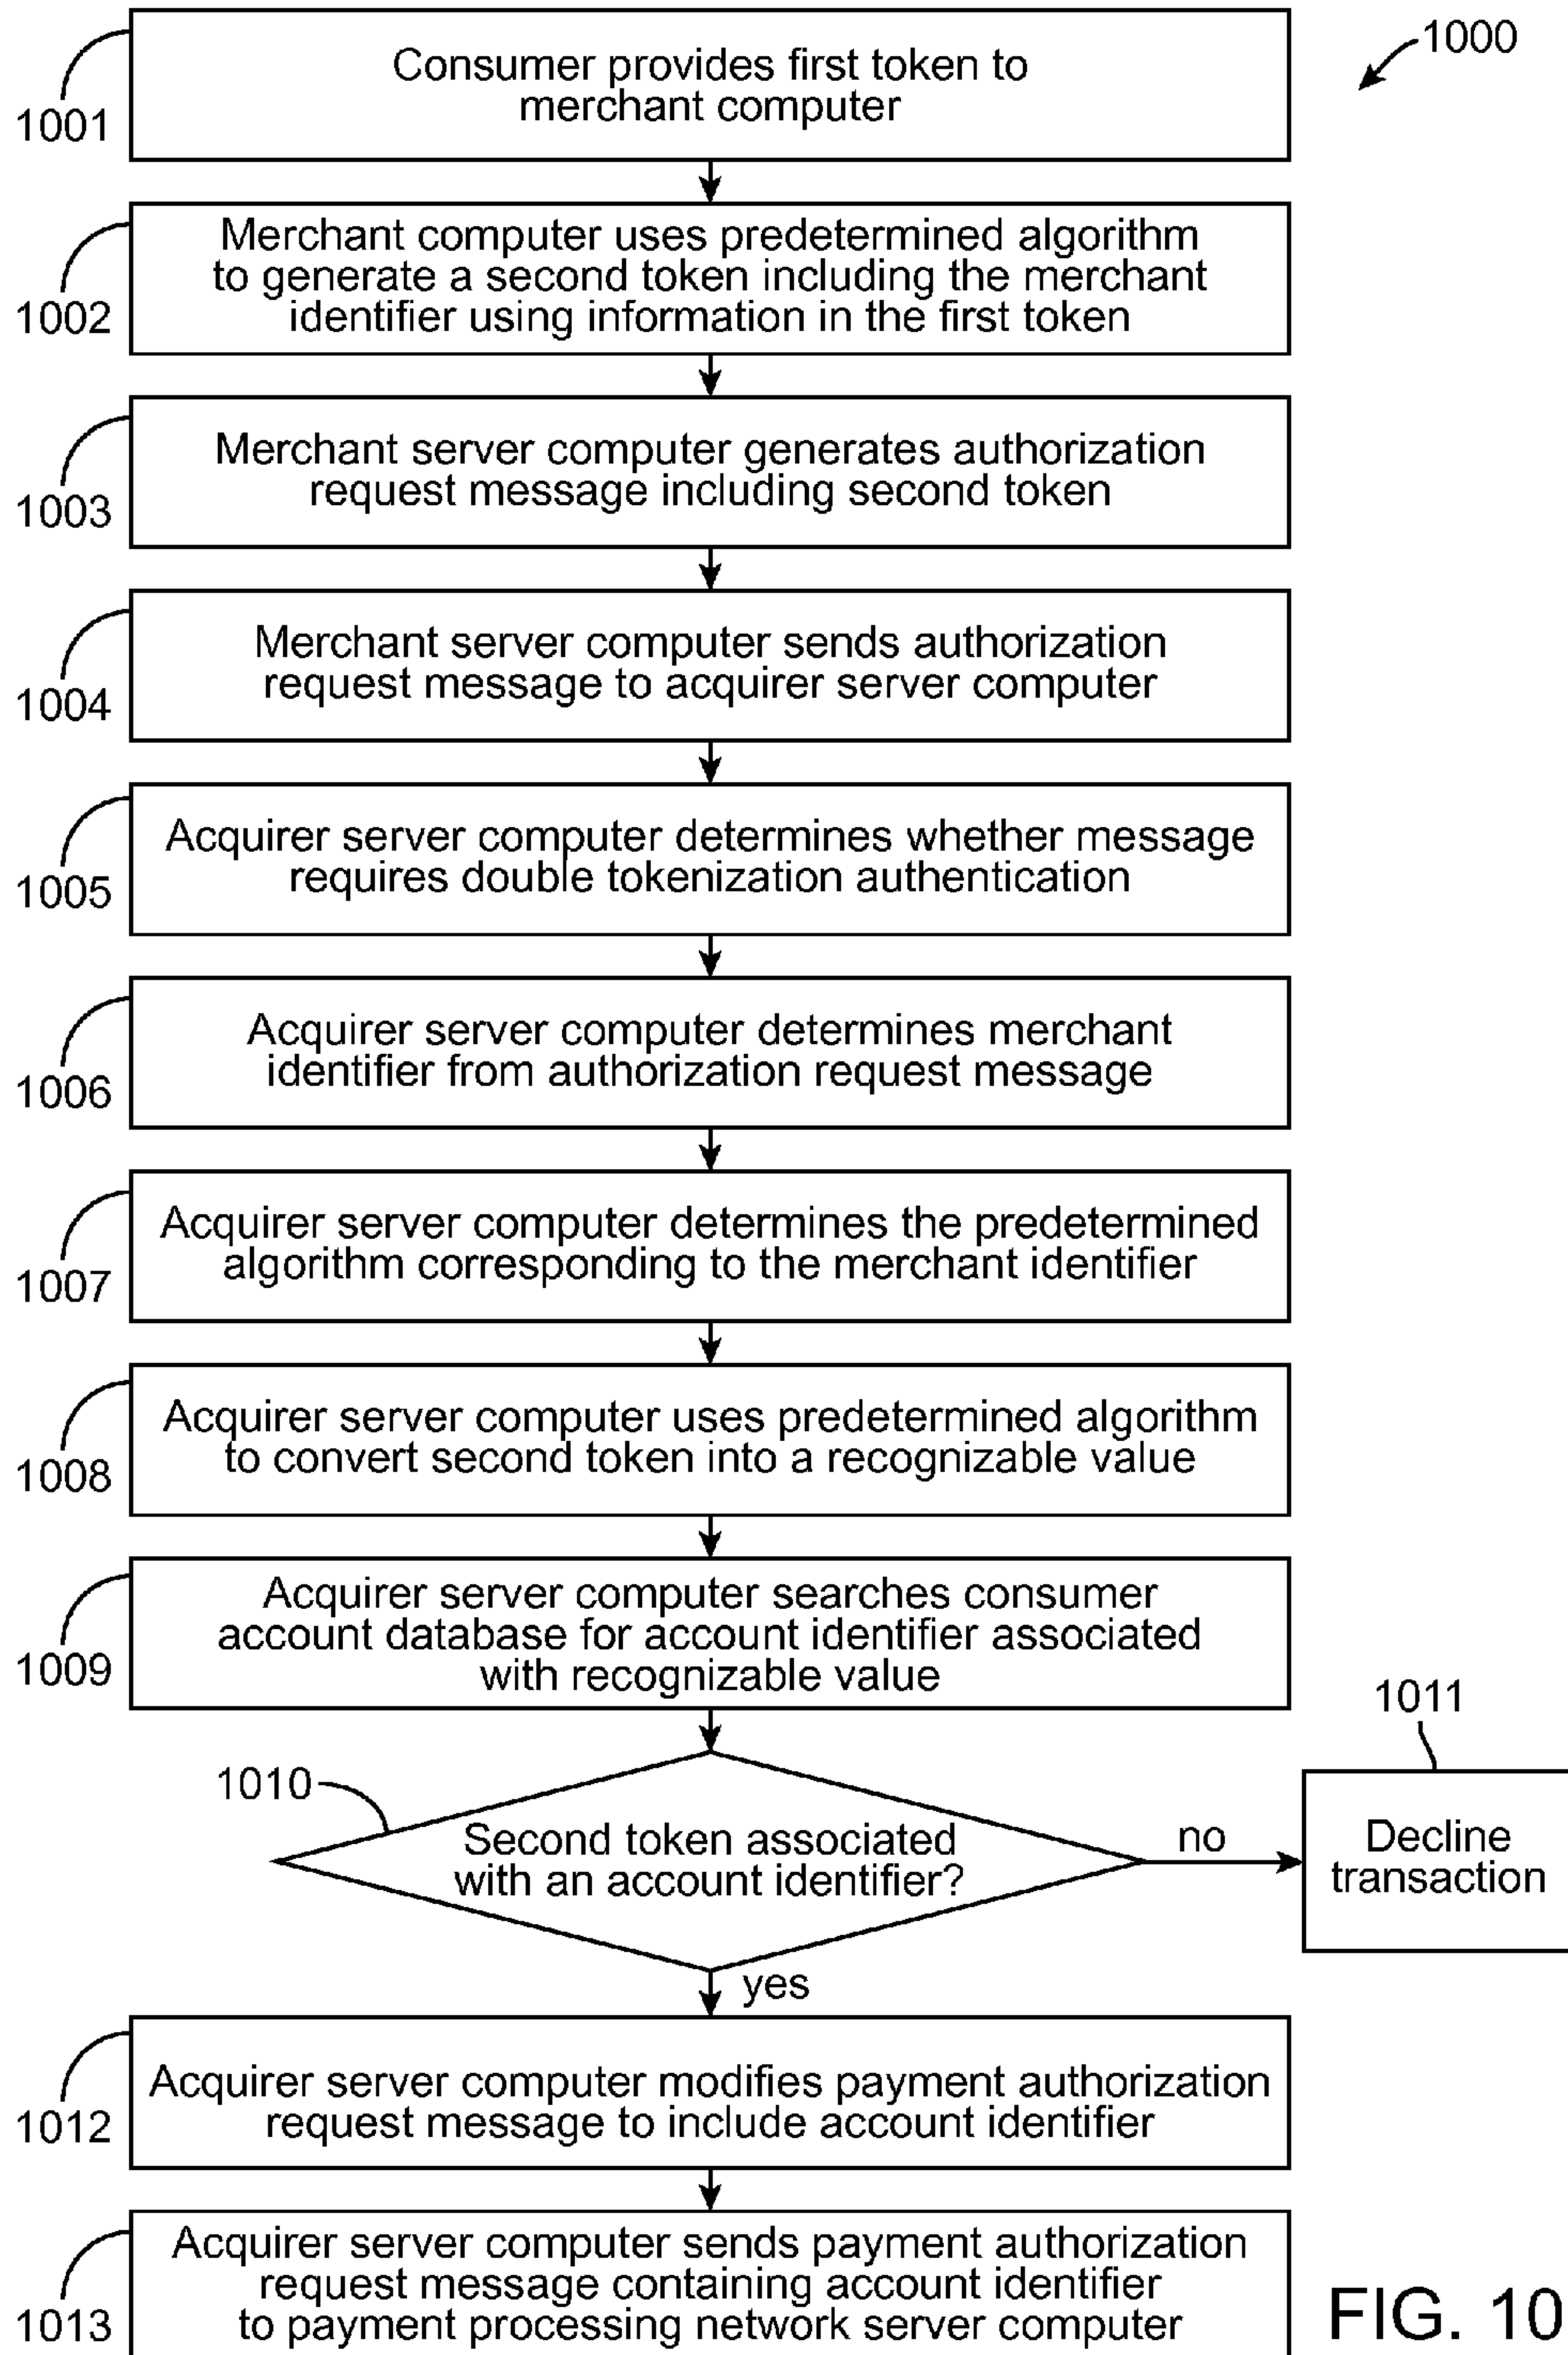 1000
Consumer provides first token to
merchant computer
1001
Merchant computer uses predetermined algorithm
to generate a second token including the merchant
identifier using information in the first token
1002
Merchant server computer generates authorization
request message including second token
1003
Merchant server computer sends authorization
request message to acquirer server computer
1004
Acquirer server computer determines whether message
requires double tokenization authentication
1005
Acquirer server computer determines merchant
identifier from authorization request message
1006
Acquirer server computer determines the predetermined
algorithm corresponding to the merchant identifier
1007
Acquirer server computer uses predetermined algorithm
to convert second token into a recognizable value
1008
Acquirer server computer searches consumer
account database for account identifier associated
with recognizable value
1009
1010
Second token associated
with an account identifier?
no
1011
Decline
transaction
yes
Acquirer server computer modifies payment authorization
request message to include account identifier
1012
Acquirer server computer sends payment authorization
request message containing account identifier
to payment processing network server computer
1013
FIG. 10